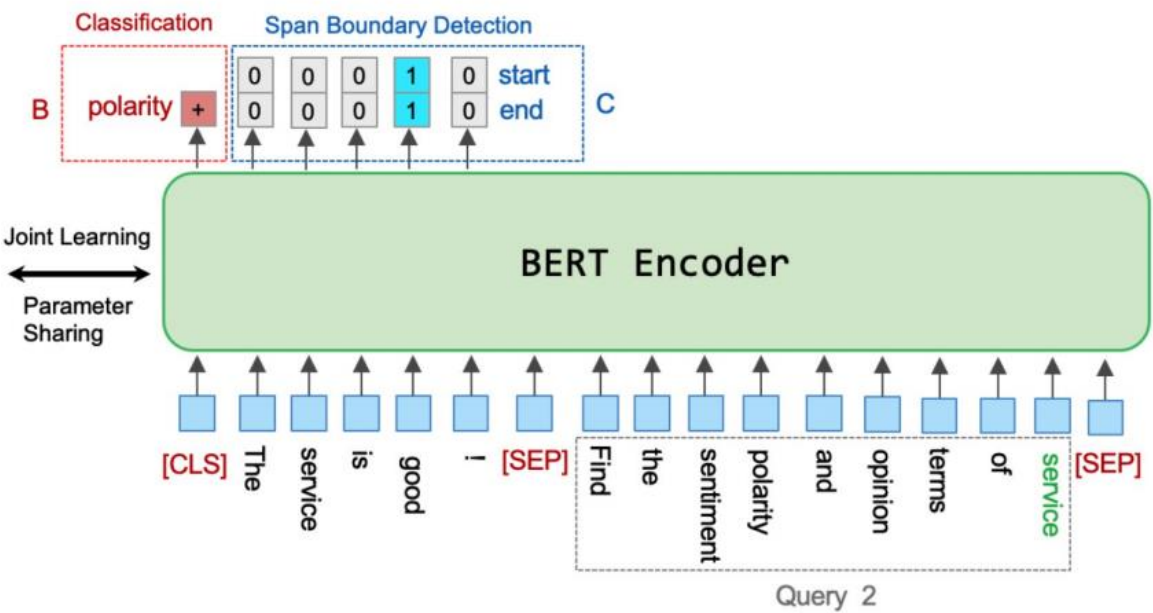 Classification Span Boundary Detection
0 0 0 1 0 start
B polarity + 0 0 0 1 0 end C
Joint Learning
BERT Encoder
Parameter
Sharing
[CLS] The service is good ! [SEP] Find the sentiment polarity and opinion terms of service [SEP]
Query 2